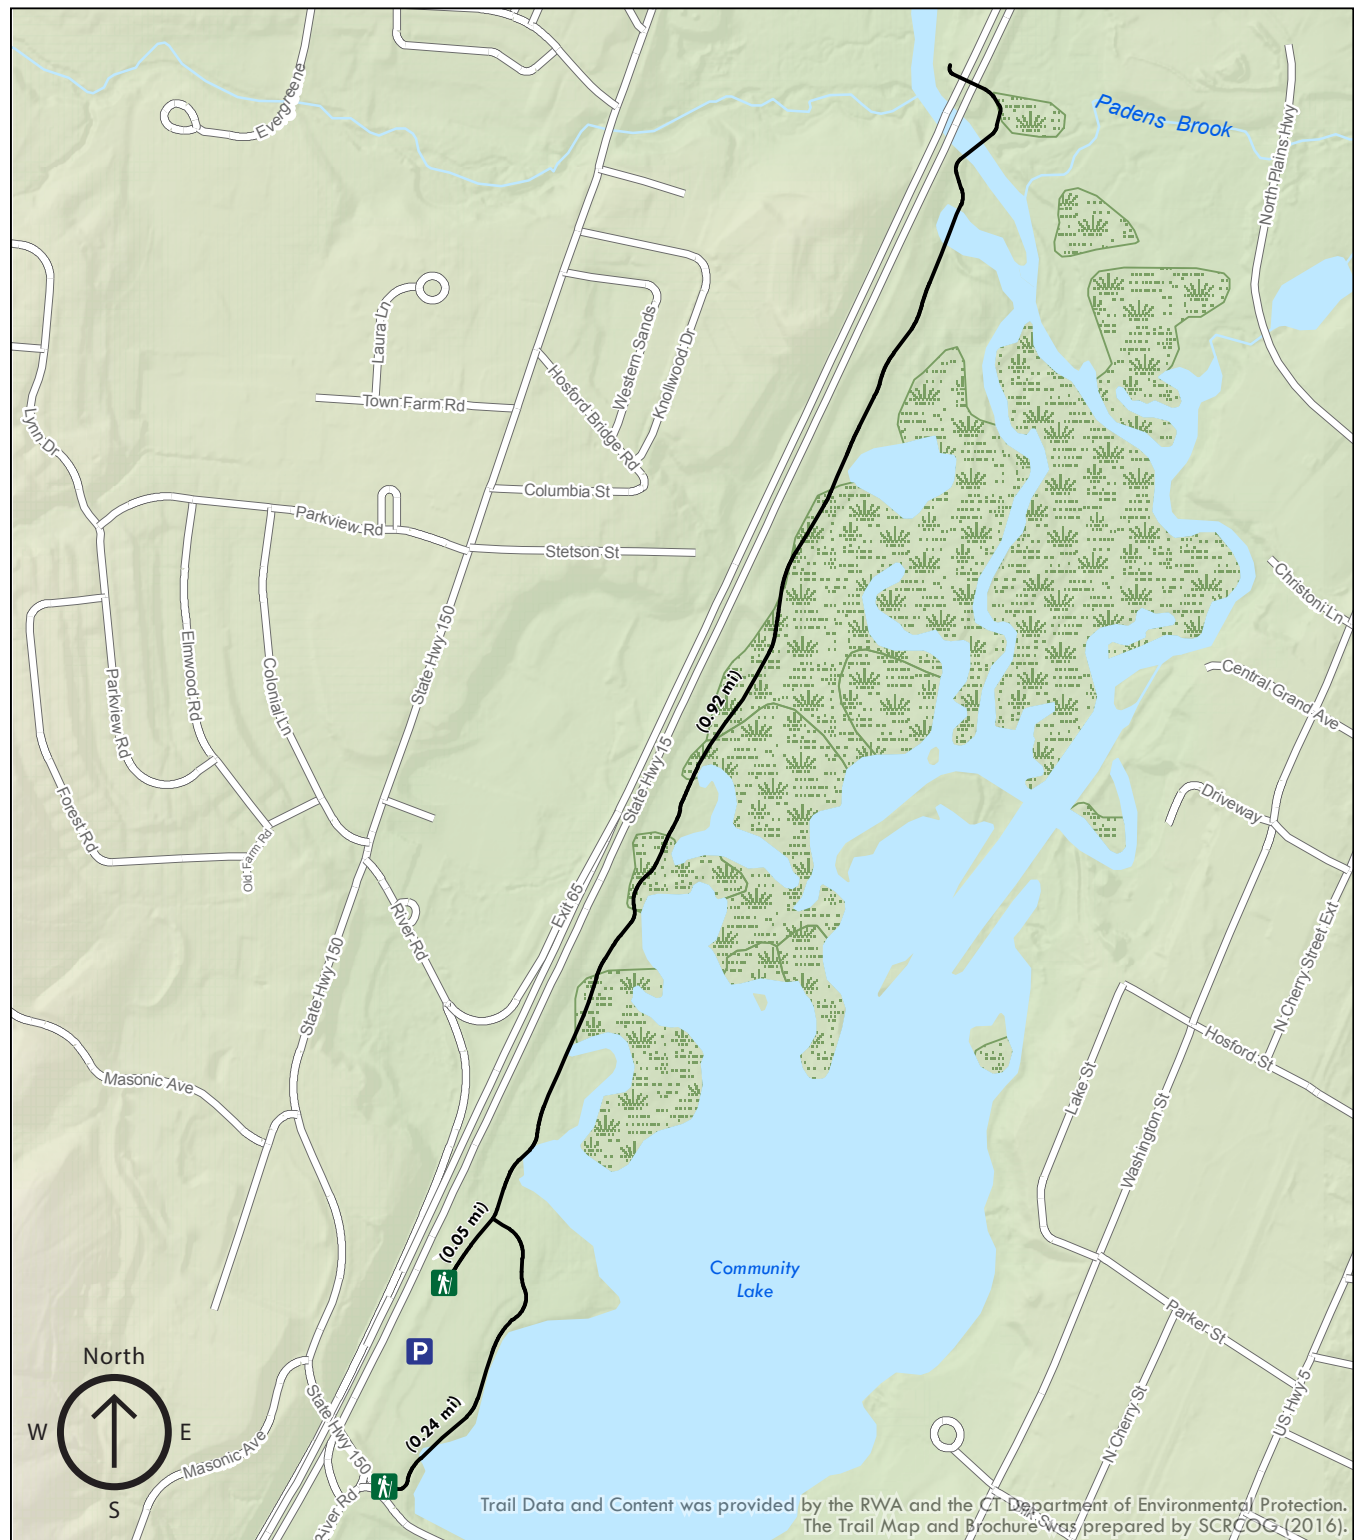 Evergreene
Padens Brook
North Plains Hwy
Laura Ln
Town Farm Rd
Western Sands
Knollwood Dr
Hosford Bridge Rd
Columbia St
Lynn Dr
Parkview Rd
Stetson St
State Hwy 150
Elmwood Rd
Colonial Ln
Parkview Rd
Forest Rd
Old Farm Rd
Christoni Ln
Central Grand Ave
Driveway
(0.92 mi)
State Hwy 15
Exit 65
River Rd
State Hwy 150
N Cherry Street Ext
Hosford St
Masonic Ave
Lake St
Washington St
(0.05 mi)
Community
Lake
Parker St
P
North
W
E
S
(0.24 mi)
State Hwy 150
Masonic Ave
River Rd
N Cherry St
US Hwy 5
Trail Data and Content was provided by the RWA and the CT Department of Environmental Protection.
The Trail Map and Brochure was prepared by SCRCOG (2016).